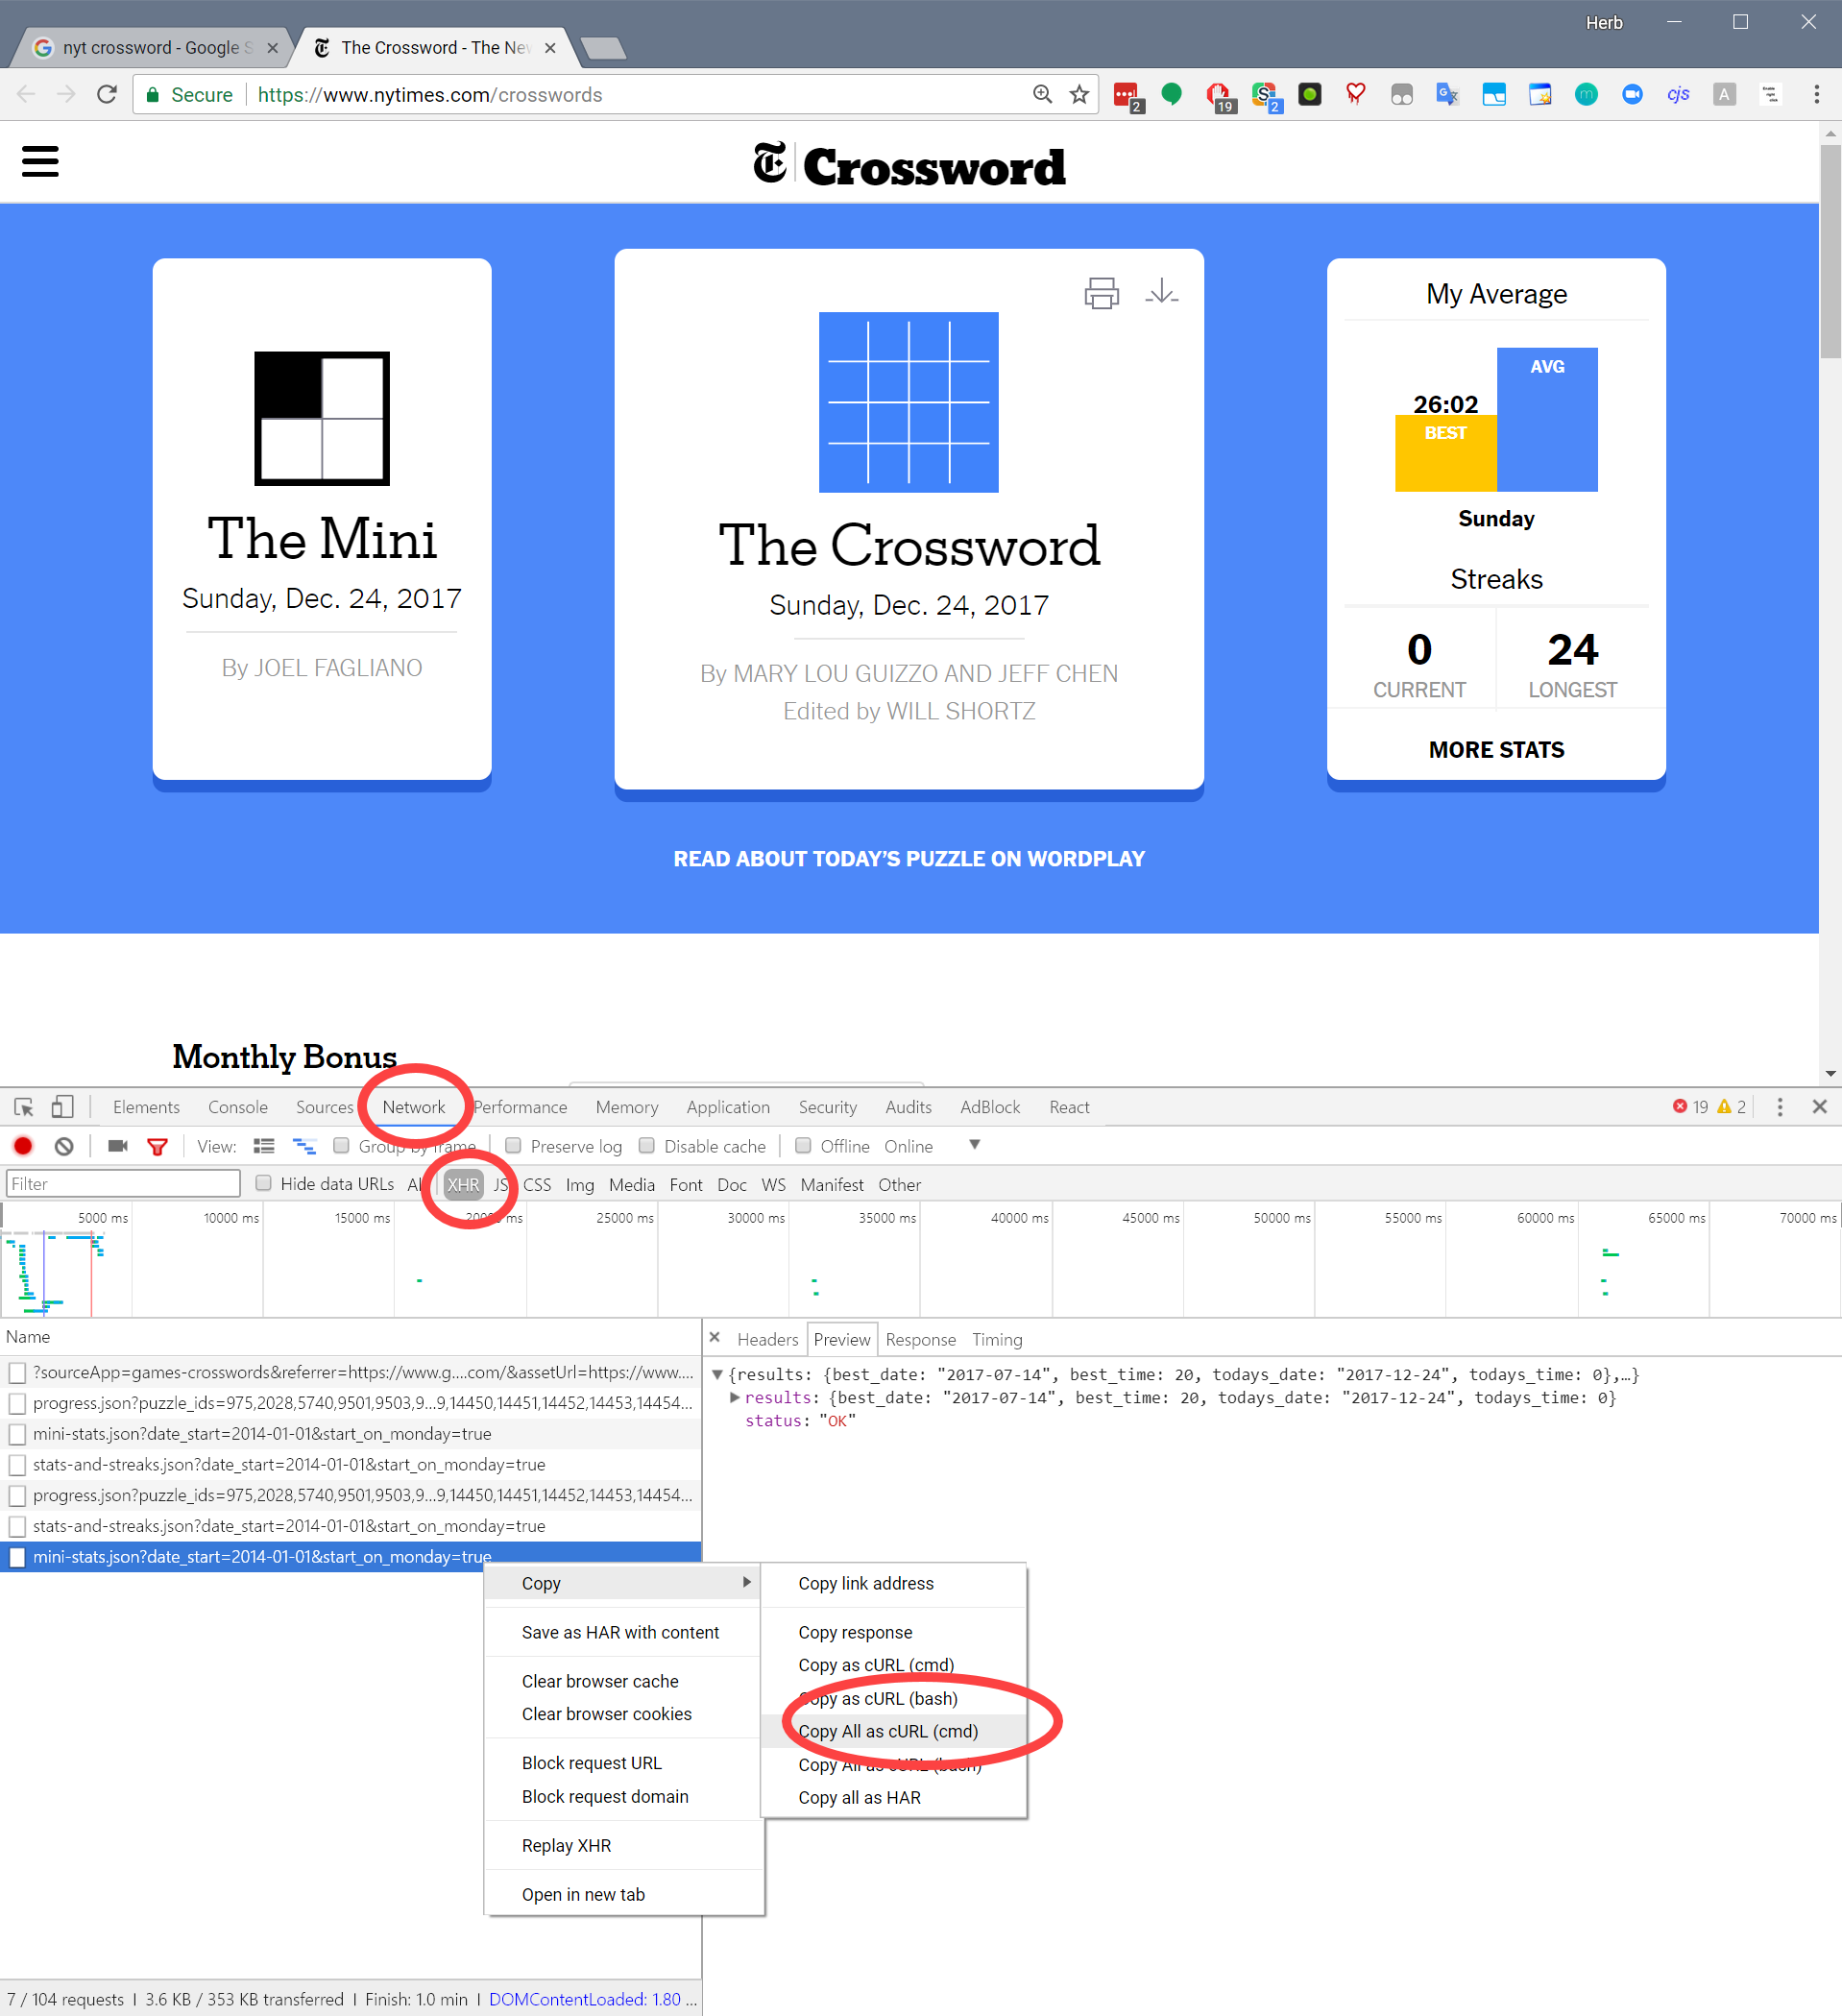 Herb
nyt crossword - Google S
The Crossword - The New
Secure
https://www.nytimes.com/crosswords
2
19
2
cjs
A
Crossword
The Mini
Sunday, Dec. 24, 2017
By JOEL FAGLIANO
The Crossword
Sunday, Dec. 24, 2017
By MARY LOU GUIZZO AND JEFF CHEN
Edited by WILL SHORTZ
My Average
AVG
26:02
BEST
Sunday
Streaks
0
24
CURRENT
LONGEST
MORE STATS
READ ABOUT TODAY'S PUZZLE ON WORDPLAY
Monthly Bonus
Elements Console Sources Network Performance Memory Application Security Audits AdBlock React 19 2
View: Group by frame Preserve log Disable cache Offline Online
Filter Hide data URLs All XHR JS CSS Img Media Font Doc WS Manifest Other
5000 ms 10000 ms 15000 ms 20000 ms 25000 ms 30000 ms 35000 ms 40000 ms 45000 ms 50000 ms 55000 ms 60000 ms 65000 ms 70000 ms
Name
?sourceApp=games-crosswords&referrer=https://www.g....com/&assetUrl=https://www....
progress.json?puzzle_ids=975,2028,5740,9501,9503,9...9,14450,14451,14452,14453,14454...
mini-stats.json?date_start=2014-01-01&start_on_monday=true
stats-and-streaks.json?date_start=2014-01-01&start_on_monday=true
progress.json?puzzle_ids=975,2028,5740,9501,9503,9...9,14450,14451,14452,14453,14454...
stats-and-streaks.json?date_start=2014-01-01&start_on_monday=true
mini-stats.json?date_start=2014-01-01&start_on_monday=true
Headers Preview Response Timing
{results: {best_date: "2017-07-14", best_time: 20, todays_date: "2017-12-24", todays_time: 0},…}
results: {best_date: "2017-07-14", best_time: 20, todays_date: "2017-12-24", todays_time: 0}
status: "OK"
Copy
Save as HAR with content
Clear browser cache
Clear browser cookies
Block request URL
Block request domain
Replay XHR
Open in new tab
Copy link address
Copy response
Copy as cURL (cmd)
Copy as cURL (bash)
Copy All as cURL (cmd)
Copy All as cURL (bash)
Copy all as HAR
7 / 104 requests | 3.6 KB / 353 KB transferred | Finish: 1.0 min | DOMContentLoaded: 1.80 ...